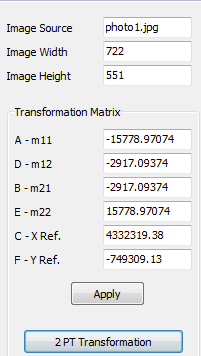 Image Source photo1.jpg
Image Width 722
Image Height 551
Transformation Matrix
A - m11 -15778.97074
D - m12 -2917.09374
B - m21 -2917.09374
E - m22 15778.97074
C - X Ref. 4332319.38
F - Y Ref. -749309.13
Apply
2 PT Transformation